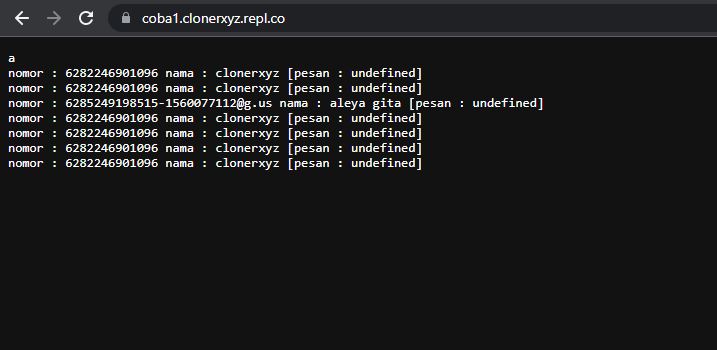 coba1.clonerxyz.repl.co
a
nomor : 6282246901096 nama : clonerxyz [pesan : undefined]
nomor : 6282246901096 nama : clonerxyz [pesan : undefined]
nomor : 6285249198515-1560077112@g.us nama : aleya gita [pesan : undefined]
nomor : 6282246901096 nama : clonerxyz [pesan : undefined]
nomor : 6282246901096 nama : clonerxyz [pesan : undefined]
nomor : 6282246901096 nama : clonerxyz [pesan : undefined]
nomor : 6282246901096 nama : clonerxyz [pesan : undefined]